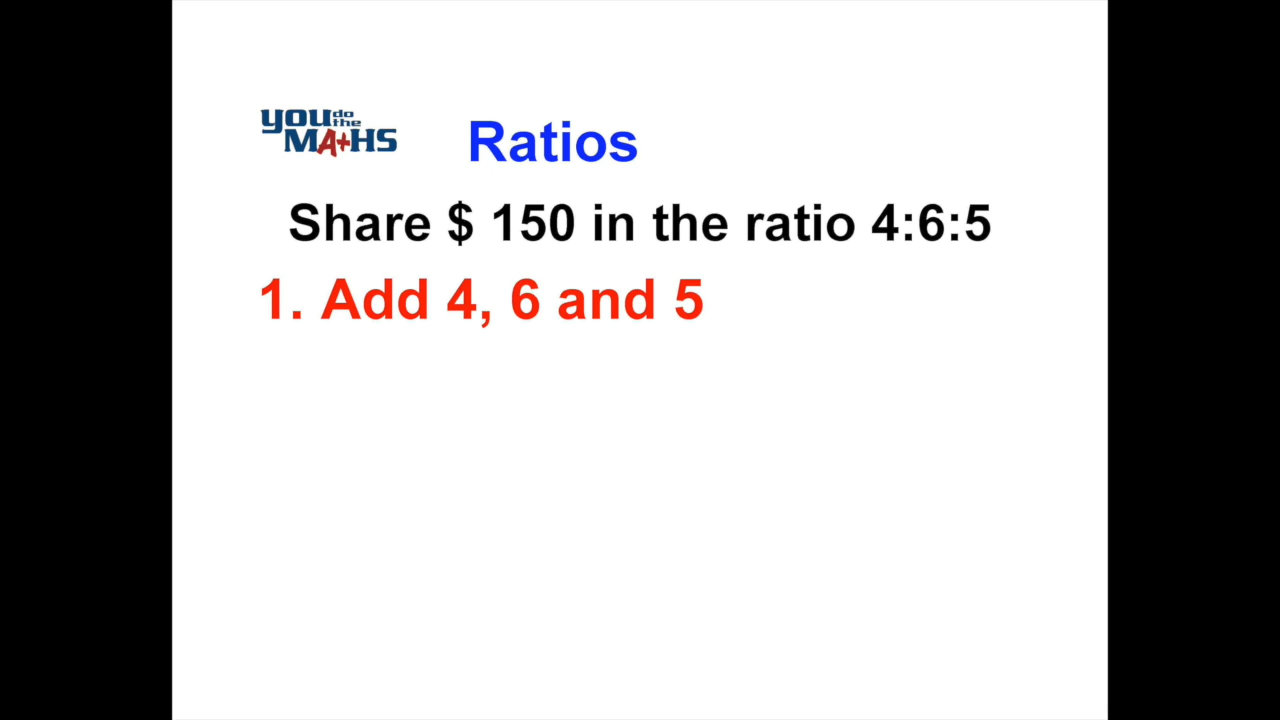 you do the
MA+HS
Ratios
Share $ 150 in the ratio 4:6:5
1. Add 4, 6 and 5